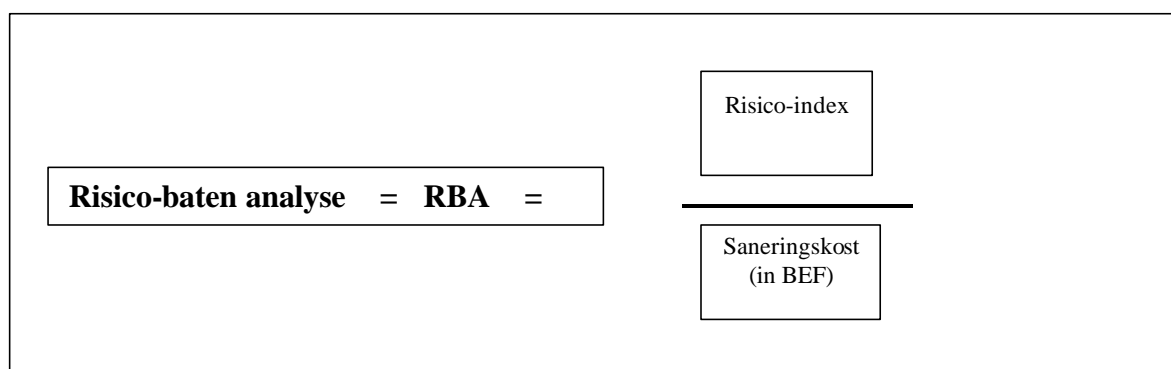 Risico-baten analyse = RBA =
Risico-index
Saneringskost
(in BEF)